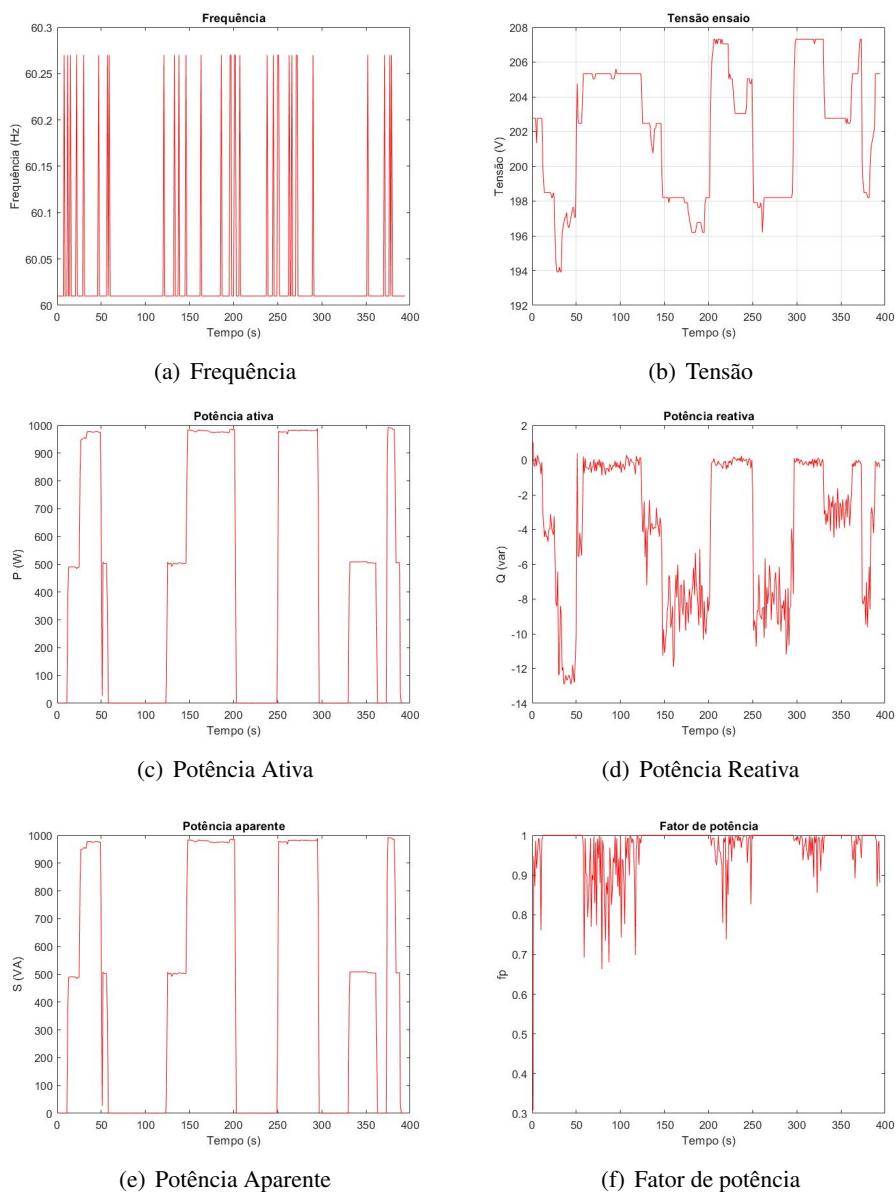 Frequência
60.3
60.25
60.2
60.15
60.1
60.05
60
Frequência (Hz)
0 50 100 150 200 250 300 350 400
Tempo (s)
(a) Frequência
Tensão ensaio
208
206
204
202
200
198
196
194
192
Tensão (V)
0 50 100 150 200 250 300 350 400
Tempo (s)
(b) Tensão
Potência ativa
1000
900
800
700
600
500
400
300
200
100
0
P (W)
0 50 100 150 200 250 300 350 400
Tempo (s)
(c) Potência Ativa
Potência reativa
2
0
-2
-4
-6
-8
-10
-12
-14
Q (var)
0 50 100 150 200 250 300 350 400
Tempo (s)
(d) Potência Reativa
Potência aparente
1000
900
800
700
600
500
400
300
200
100
0
S (VA)
0 50 100 150 200 250 300 350 400
Tempo (s)
(e) Potência Aparente
Fator de potência
1
0.9
0.8
0.7
0.6
0.5
0.4
0.3
fp
0 50 100 150 200 250 300 350 400
Tempo (s)
(f) Fator de potência